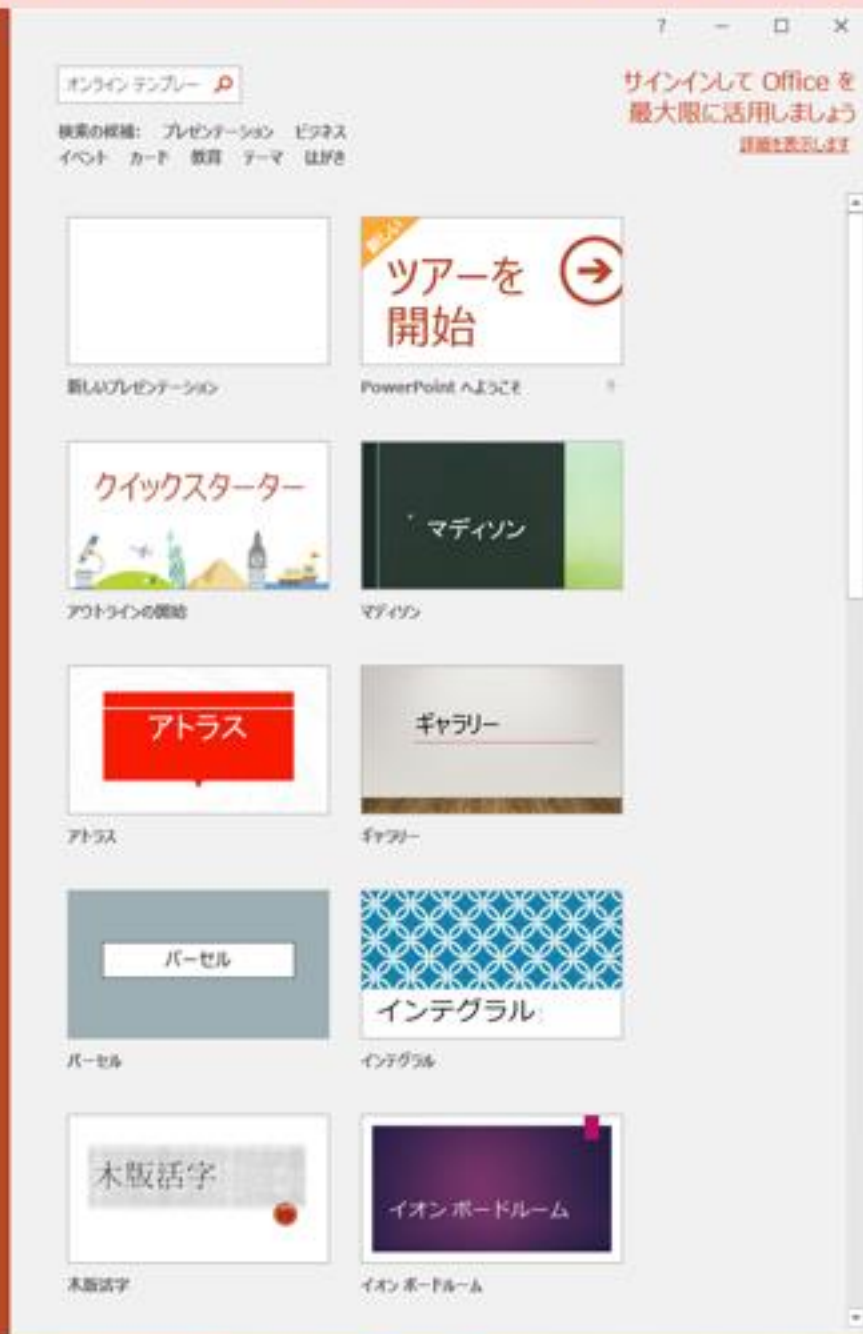 ? − □ ×
オンライン テンプレー
サインインして Office を
最大限に活用しましょう
詳細を表示します
検索の候補: プレゼンテーション ビジネス
イベント カード 教育 テーマ はがき
新しい
ツアーを
開始
新しいプレゼンテーション
PowerPoint へようこそ
クイックスターター
マディソン
アウトラインの開始
マディソン
アトラス
ギャラリー
アトラス
ギャラリー
パーセル
インテグラル
パーセル
インテグラル
木版活字
イオン ボードルーム
木版活字
イオン ボードルーム